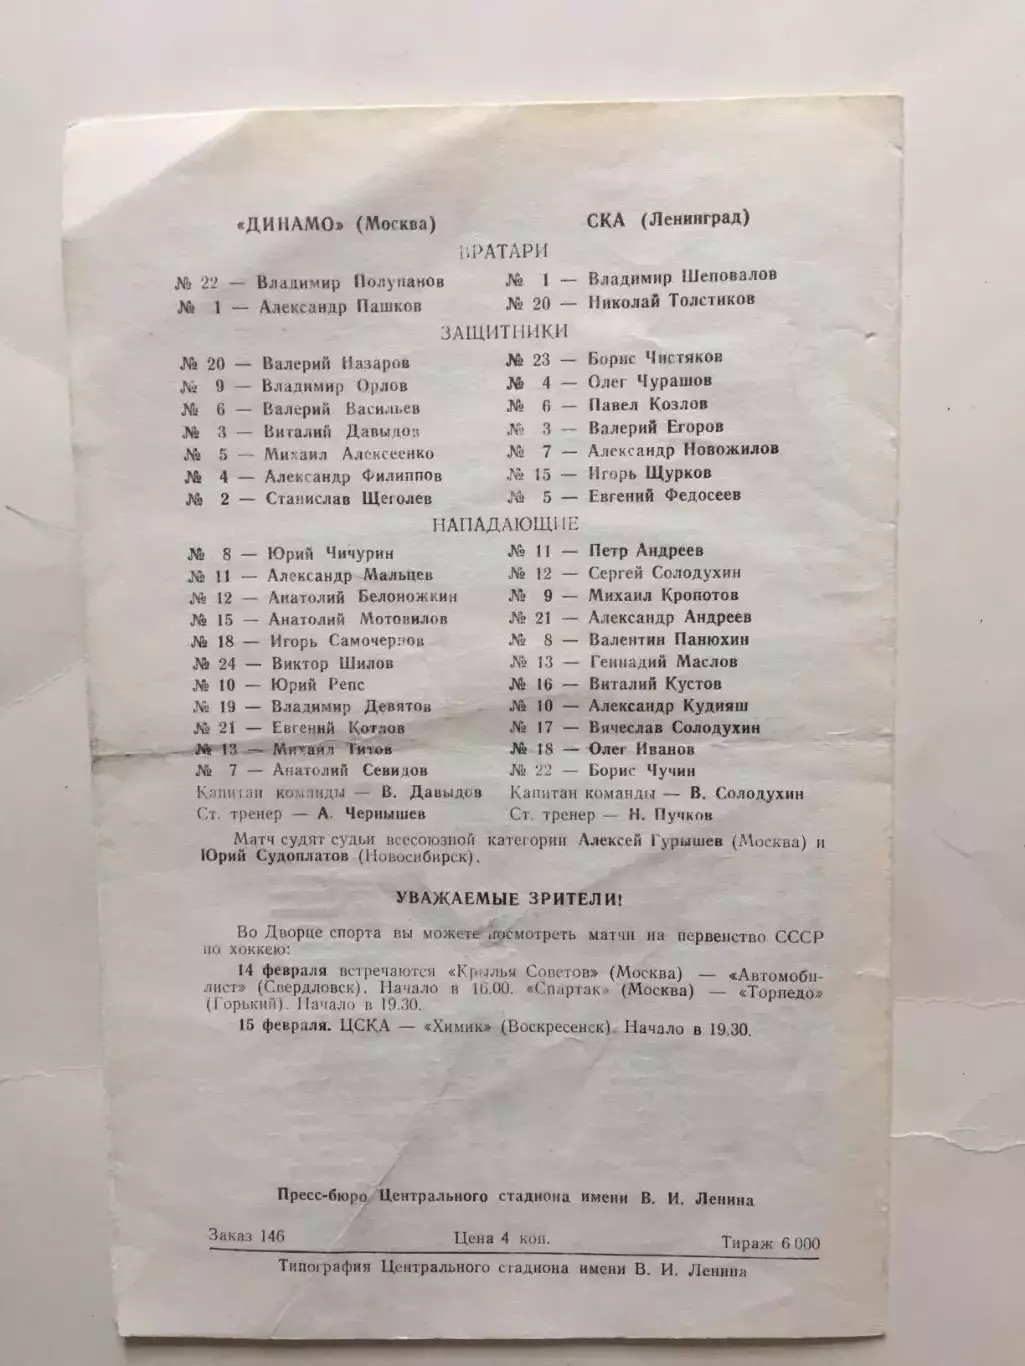 «ДИНАМО» (Москва) СКА (Ленинград)
ВРАТАРИ
№ 22 — Владимир Полупанов № 1 — Владимир Шеповалов
№ 1 — Александр Пашков № 20 — Николай Толстиков
ЗАЩИТНИКИ
№ 20 — Валерий Назаров № 23 — Борис Чистяков
№ 9 — Владимир Орлов № 4 — Олег Чурашов
№ 6 — Валерий Васильев № 6 — Павел Козлов
№ 3 — Виталий Давыдов № 3 — Валерий Егоров
№ 5 — Михаил Алексеенко № 7 — Александр Новожилов
№ 4 — Александр Филиппов № 15 — Игорь Щурков
№ 2 — Станислав Щеголев № 5 — Евгений Федосеев
НАПАДАЮЩИЕ
№ 8 — Юрий Чичурин № 11 — Петр Андреев
№ 11 — Александр Мальцев № 12 — Сергей Солодухин
№ 12 — Анатолий Белоножкин № 9 — Михаил Кропотов
№ 15 — Анатолий Мотовилов № 21 — Александр Андреев
№ 18 — Игорь Самочернов № 8 — Валентин Панюхин
№ 24 — Виктор Шилов № 13 — Геннадий Маслов
№ 10 — Юрий Репс № 16 — Виталий Кустов
№ 19 — Владимир Девятов № 10 — Александр Кудияш
№ 21 — Евгений Котлов № 17 — Вячеслав Солодухин
№ 13 — Михаил Титов № 18 — Олег Иванов
№ 7 — Анатолий Севидов № 22 — Борис Чучин
Капитан команды — В. Давыдов Капитан команды — В. Солодухин
Ст. тренер — А. Чернышев Ст. тренер — Н. Пучков
Матч судят судьи всесоюзной категории Алексей Гурышев (Москва) и
Юрий Судоплатов (Новосибирск).
УВАЖАЕМЫЕ ЗРИТЕЛИ!
Во Дворце спорта вы можете посмотреть матчи на первенство СССР
по хоккею:
14 февраля встречаются «Крылья Советов» (Москва) — «Автомоби-
лист» (Свердловск). Начало в 16.00. «Спартак» (Москва) — «Торпедо»
(Горький). Начало в 19.30.
15 февраля. ЦСКА — «Химик» (Воскресенск). Начало в 19.30.
Пресс-бюро Центрального стадиона имени В. И. Ленина
Заказ 146 Цена 4 коп. Тираж 6 000
Типография Центрального стадиона имени В. И. Ленина